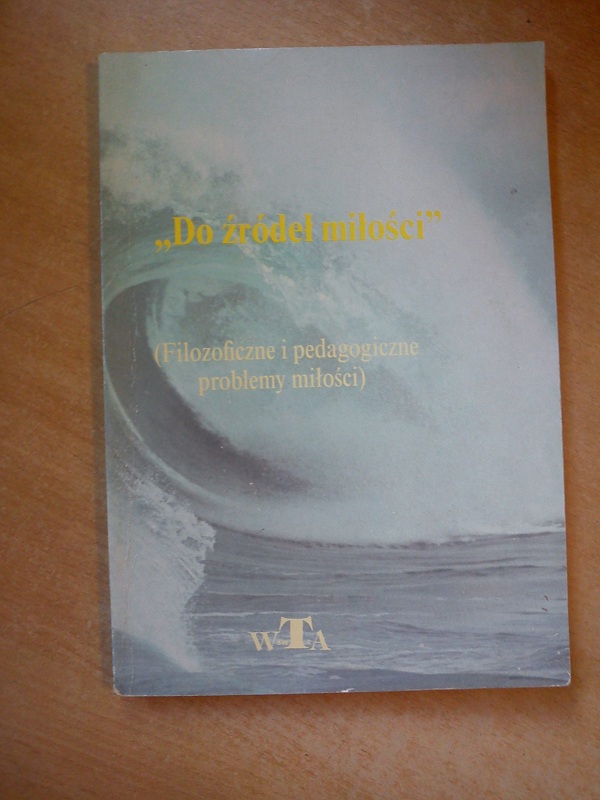 „Do źródeł miłości”
(Filozoficzne i pedagogiczne
problemy miłości)
WTA